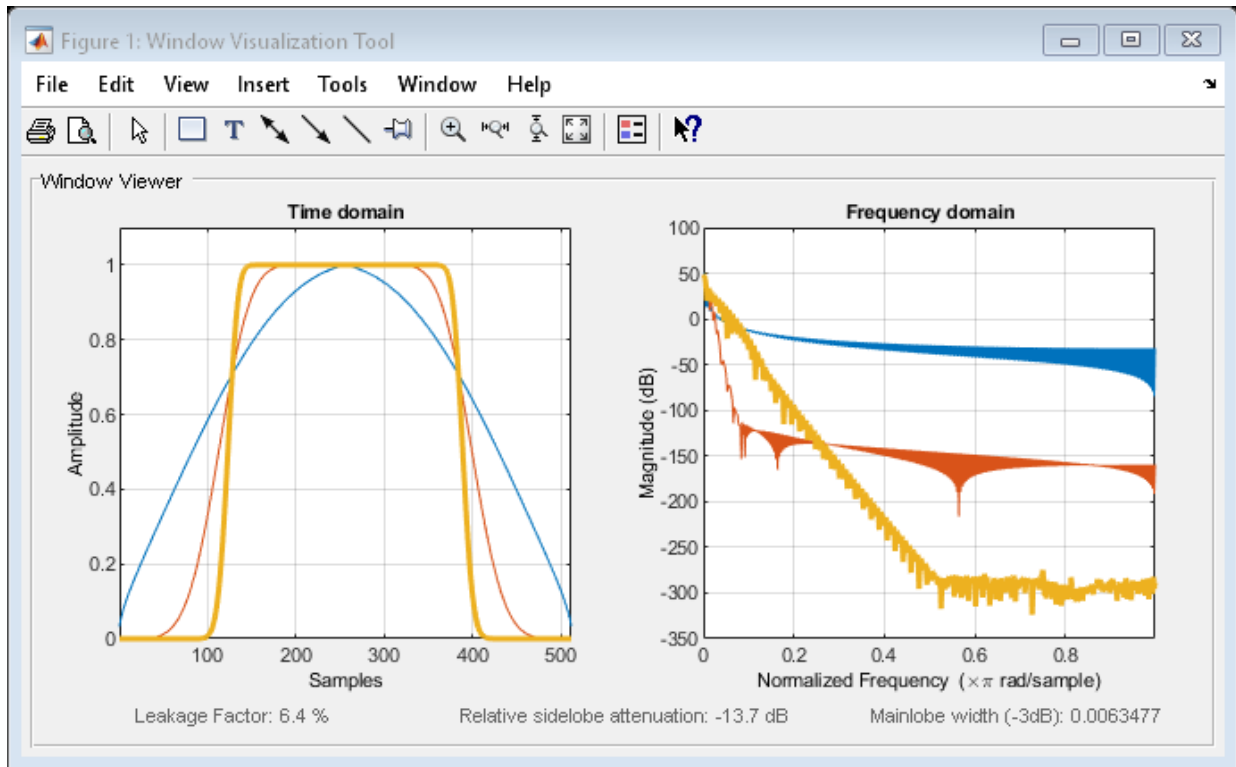 Figure 1: Window Visualization Tool
File Edit View Insert Tools Window Help
T
?
Window Viewer
Time domain
1
0.8
0.6
0.4
0.2
0
Amplitude
100 200 300 400 500
Samples
Frequency domain
100
50
0
-50
-100
-150
-200
-250
-300
-350
Magnitude (dB)
0 0.2 0.4 0.6 0.8
Normalized Frequency (×π rad/sample)
Leakage Factor: 6.4 % Relative sidelobe attenuation: -13.7 dB Mainlobe width (-3dB): 0.0063477